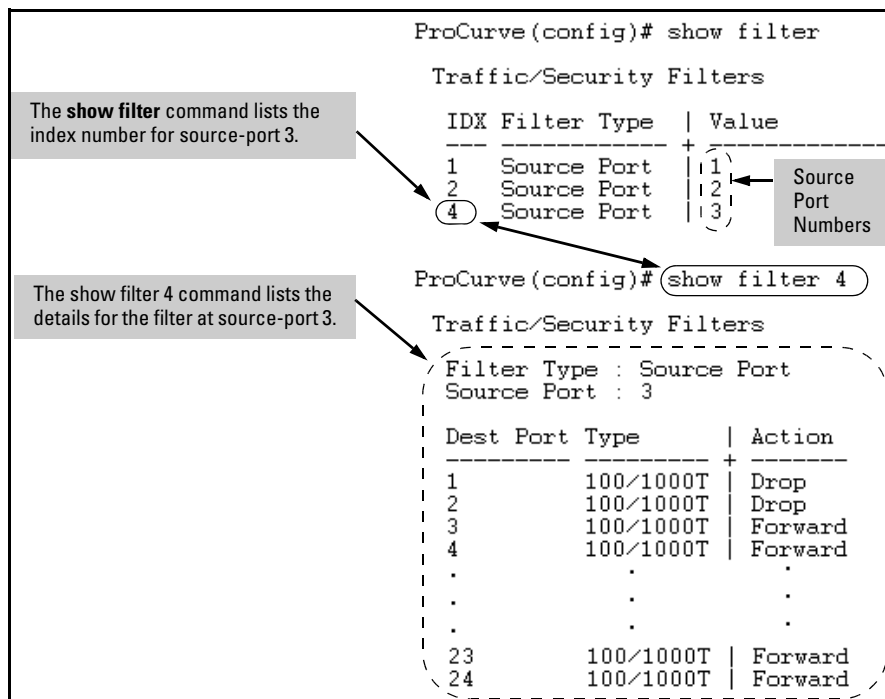 ProCurve(config)# show filter
Traffic/Security Filters
The show filter command lists the
index number for source-port 3.
IDX Filter Type | Value
--- ------------ + -------------
1 Source Port | 1
2 Source Port | 2
4 Source Port | 3
Source
Port
Numbers
ProCurve(config)# show filter 4
The show filter 4 command lists the
details for the filter at source-port 3.
Traffic/Security Filters
Filter Type : Source Port
Source Port : 3
Dest Port Type | Action
--------- --------- + -------
1 100/1000T | Drop
2 100/1000T | Drop
3 100/1000T | Forward
4 100/1000T | Forward
. . .
. . .
. . .
23 100/1000T | Forward
24 100/1000T | Forward